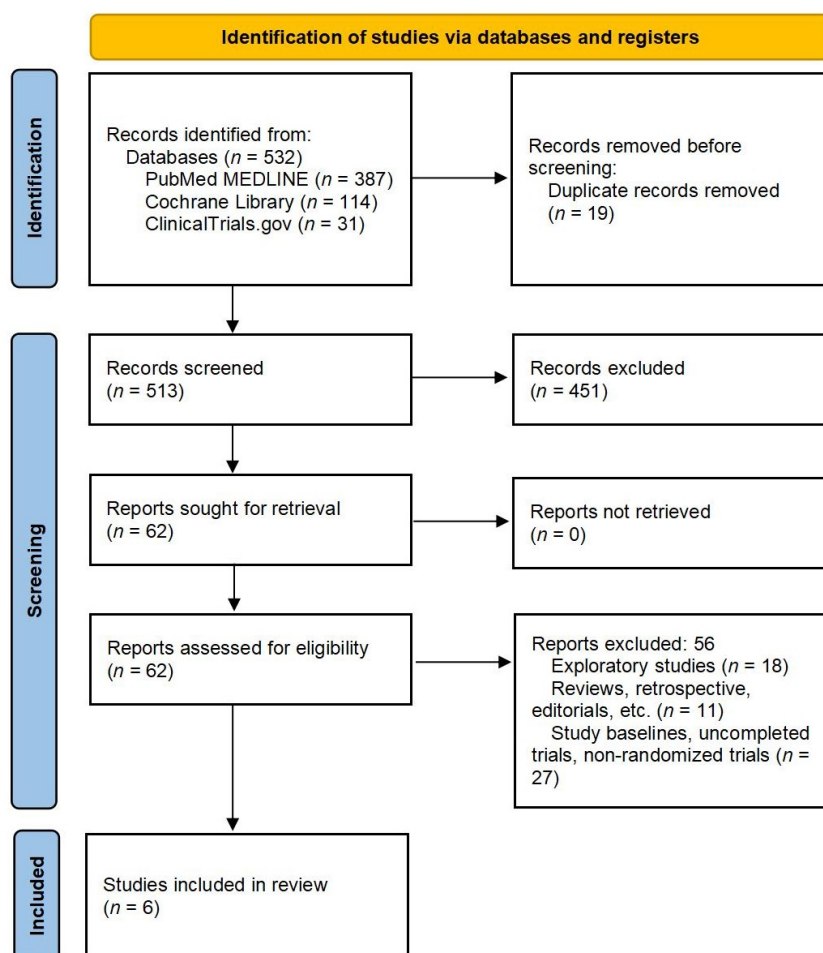 Identification of studies via databases and registers
Identification
Records identified from:
Databases (n = 532)
PubMed MEDLINE (n = 387)
Cochrane Library (n = 114)
ClinicalTrials.gov (n = 31)
Records removed before
screening:
Duplicate records removed
(n = 19)
Screening
Records screened
(n = 513)
Records excluded
(n = 451)
Reports sought for retrieval
(n = 62)
Reports not retrieved
(n = 0)
Reports assessed for eligibility
(n = 62)
Reports excluded: 56
Exploratory studies (n = 18)
Reviews, retrospective,
editorials, etc. (n = 11)
Study baselines, uncompleted
trials, non-randomized trials (n =
27)
Included
Studies included in review
(n = 6)